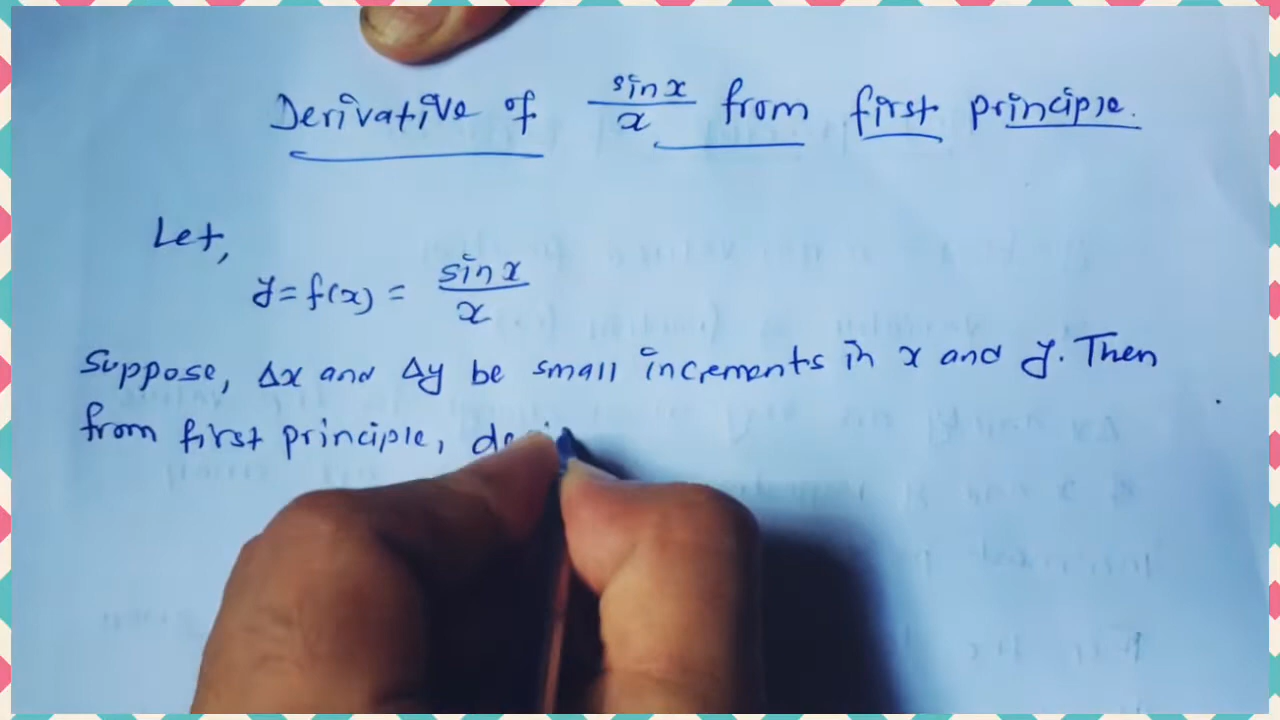 Derivative of sinx/x from first principle.
Let,
y = f(x) = sinx/x
Suppose, Δx and Δy be small increments in x and y. Then
from first principle,